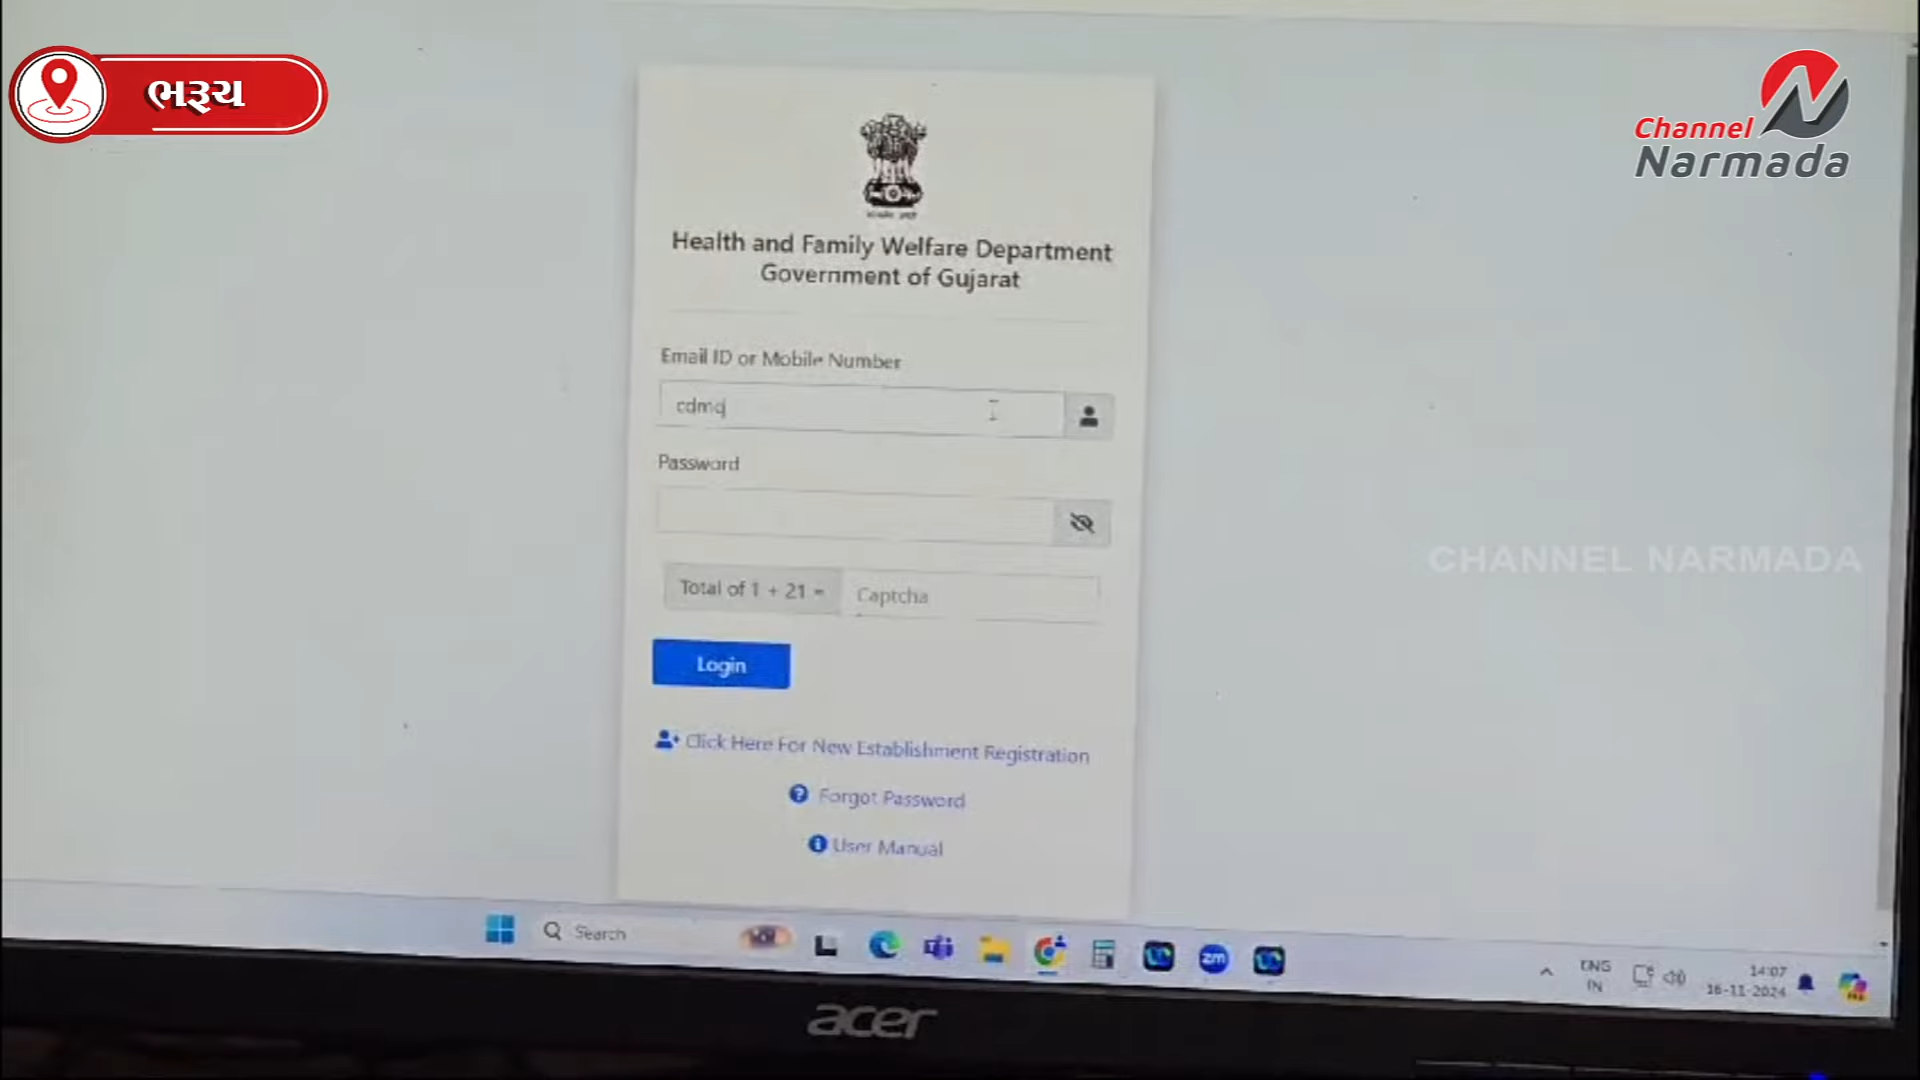 ભરૂચ
Channel
Narmada
Health and Family Welfare Department
Government of Gujarat
Email ID or Mobile Number
cdmq
Password
CHANNEL NARMADA
Total of 1 + 21 =
Captcha
Login
Click Here For New Establishment Registration
Forgot Password
User Manual
Search
zm
ENG
IN
14:07
16-11-2024
acer